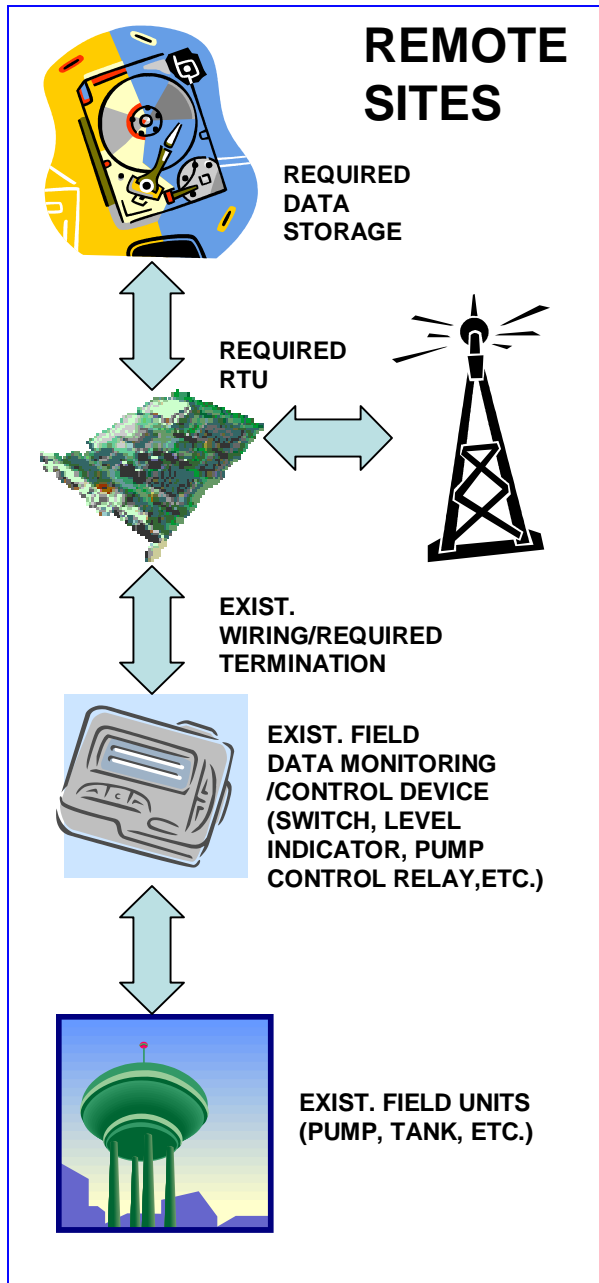 REMOTE
SITES
REQUIRED
DATA
STORAGE
REQUIRED
RTU
EXIST.
WIRING/REQUIRED
TERMINATION
EXIST. FIELD
DATA MONITORING
/CONTROL DEVICE
(SWITCH, LEVEL
INDICATOR, PUMP
CONTROL RELAY,ETC.)
EXIST. FIELD UNITS
(PUMP, TANK, ETC.)